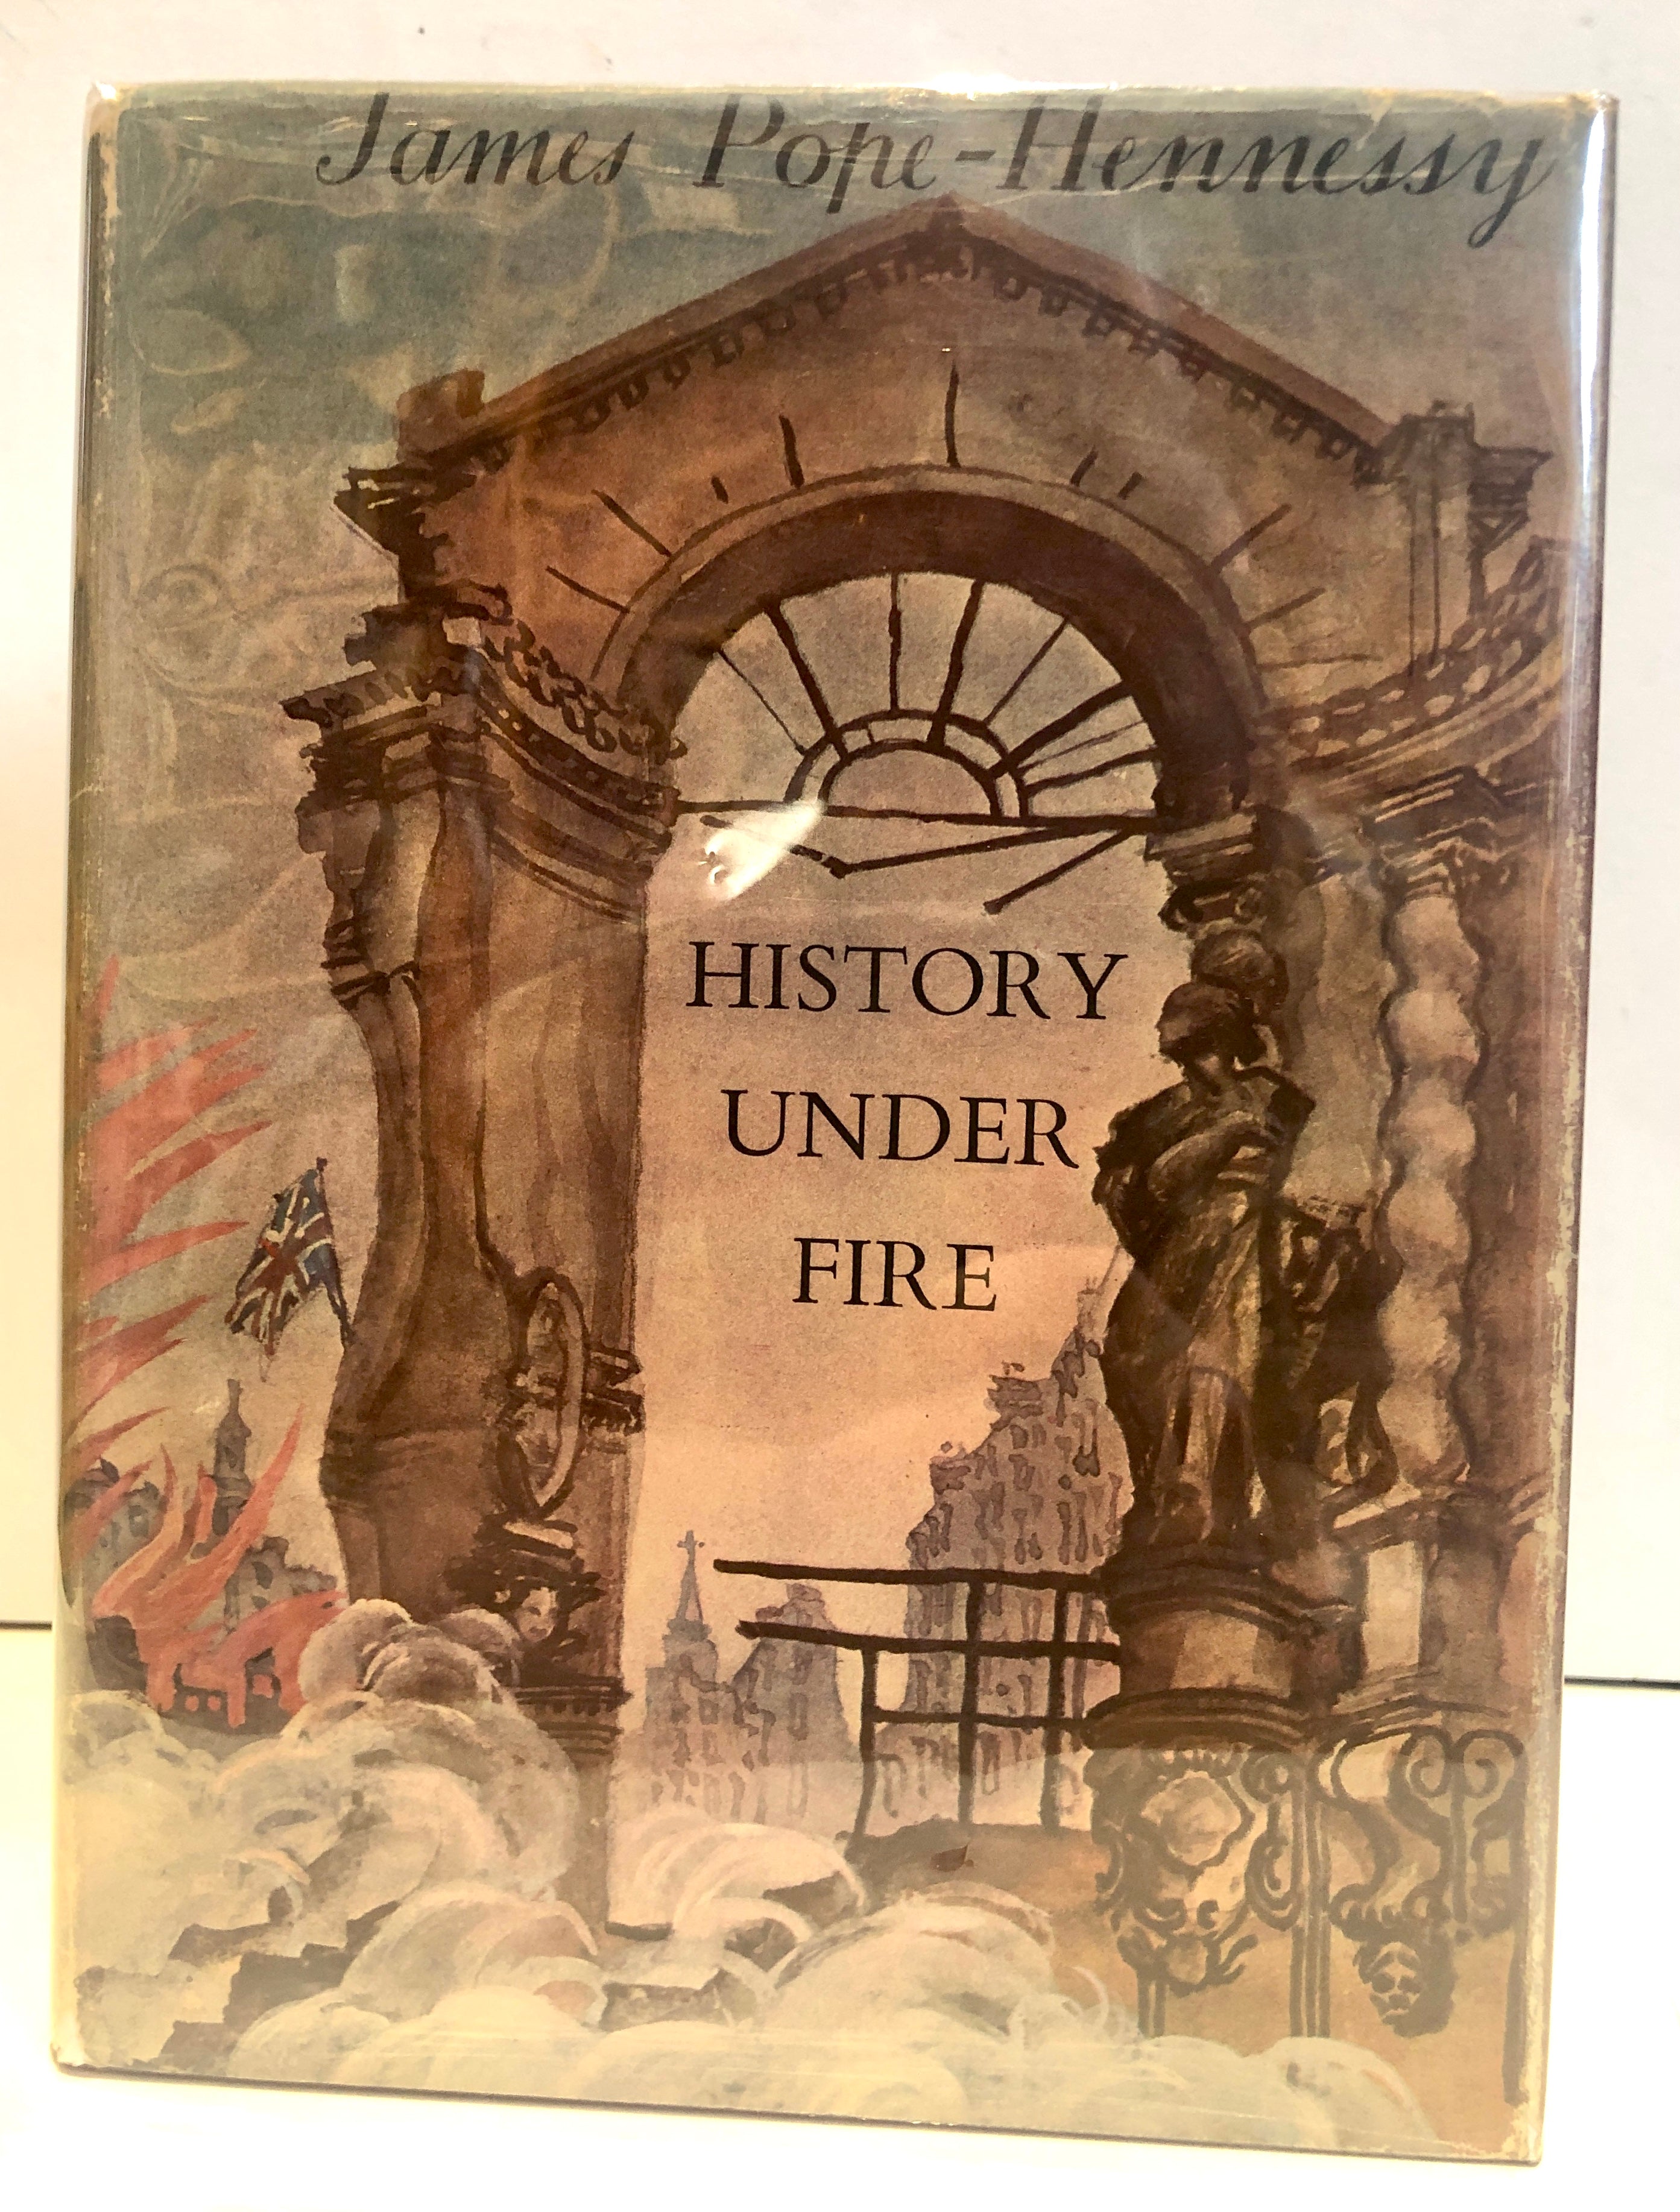 James Pope-Hennessy
HISTORY
UNDER
FIRE